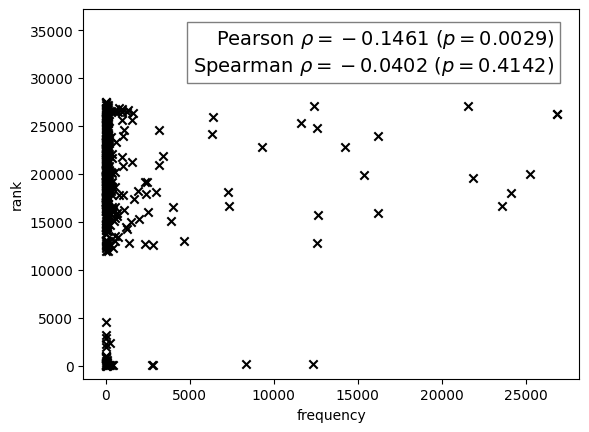 Pearson ρ = −0.1461 (p = 0.0029)
Spearman ρ = −0.0402 (p = 0.4142)
35000
30000
25000
20000
15000
10000
5000
0
rank
0 5000 10000 15000 20000 25000
frequency